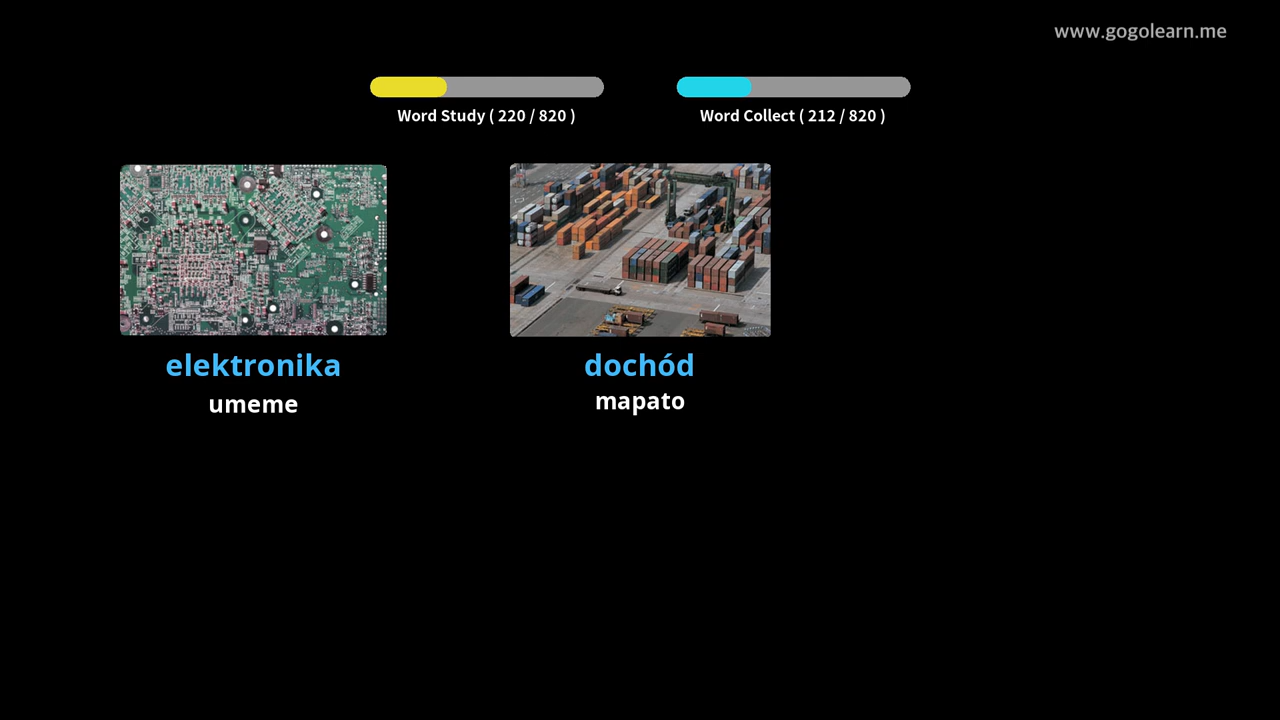 www.gogolearn.me
Word Study ( 220 / 820 )
Word Collect ( 212 / 820 )
elektronika
umeme
dochód
mapato